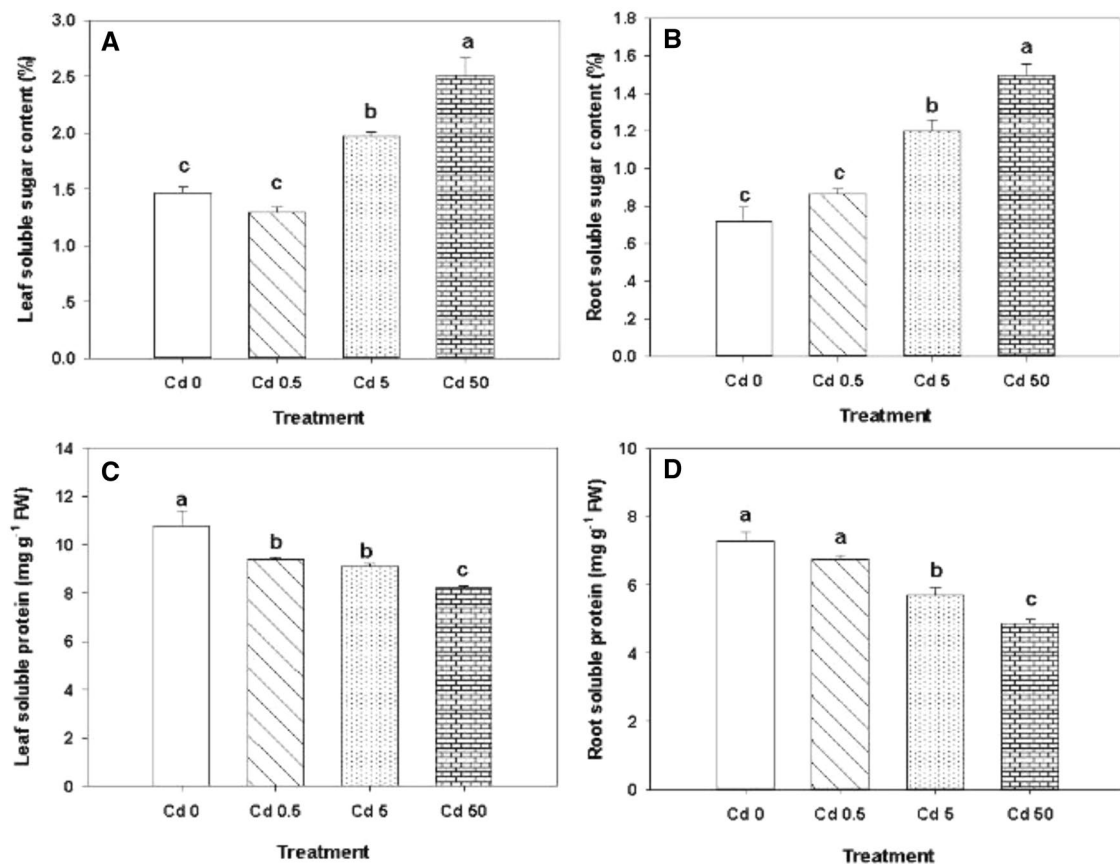 A
Leaf soluble sugar content (%)
3.0
2.5
2.0
1.5
1.0
.5
0.0
c
c
b
a
Cd 0 Cd 0.5 Cd 5 Cd 50
Treatment
B
Root soluble sugar content (%)
1.8
1.6
1.4
1.2
1.0
.8
.6
.4
.2
0.0
c
c
b
a
Cd 0 Cd 0.5 Cd 5 Cd 50
Treatment
C
Leaf soluble protein (mg g⁻¹ FW)
14
12
10
8
6
4
2
0
a
b
b
c
Cd 0 Cd 0.5 Cd 5 Cd 50
Treatment
D
Root soluble protein (mg g⁻¹ FW)
10
8
6
4
2
0
a
a
b
c
Cd 0 Cd 0.5 Cd 5 Cd 50
Treatment